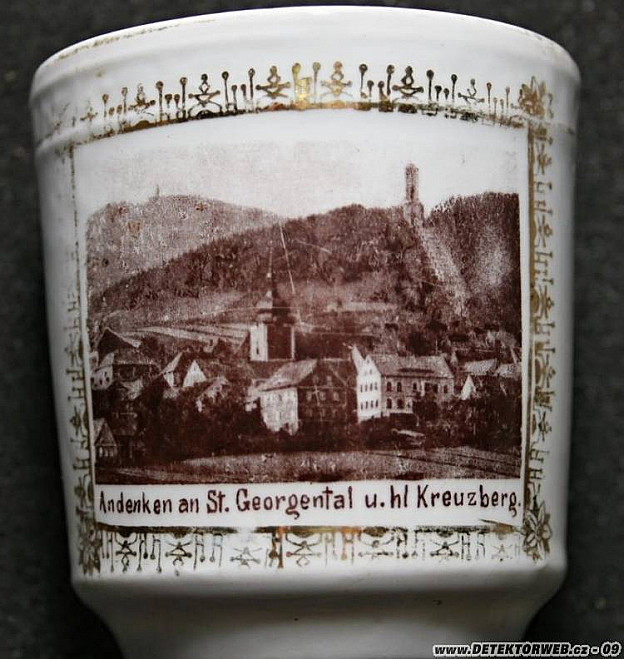 Andenken an St. Georgental u. hl Kreuzberg.
www.DETEKTORWEB.cz - 09